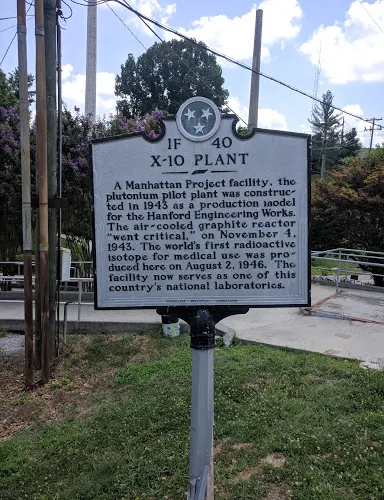 1F 40
X-10 PLANT
A Manhattan Project facility, the
plutonium pilot plant was construc-
ted in 1943 as a production model
for the Hanford Engineering Works.
The air-cooled graphite reactor
"went critical," on November 4,
1943. The world's first radioactive
isotope for medical use was pro-
duced here on August 2, 1946. The
facility now serves as one of this
country's national laboratories.